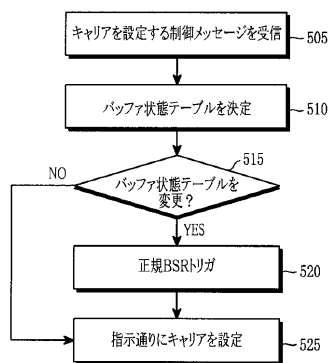 キャリアを設定する制御メッセージを受信
505
バッファ状態テーブルを決定
510
515
バッファ状態テーブルを
変更?
NO
YES
正規BSRトリガ
520
指示通りにキャリアを設定
525